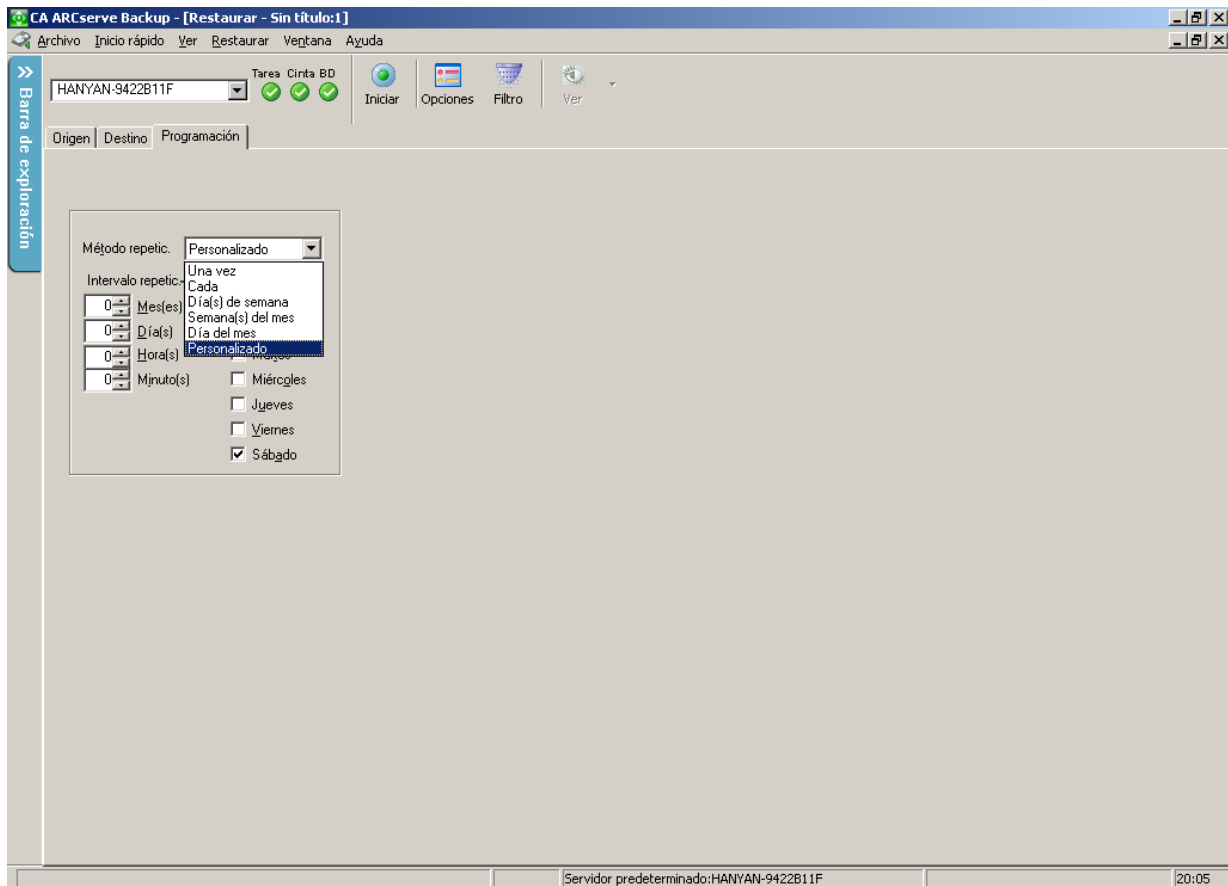 CA ARCserve Backup - [Restaurar - Sin título:1]
Archivo Inicio rápido Ver Restaurar Ventana Ayuda
Barra de exploración
HANYAN-9422B11F
Tarea Cinta BD
Iniciar
Opciones
Filtro
Ver
Origen Destino Programación
Método repetic. Personalizado
Una vez
Cada
Día(s) de semana
Semana(s) del mes
Día del mes
Personalizado
Intervalo repetic.
0 Mes(es)
0 Día(s)
0 Hora(s)
0 Minuto(s)
Miércoles
Jueves
Viernes
Sábado
Servidor predeterminado:HANYAN-9422B11F
20:05